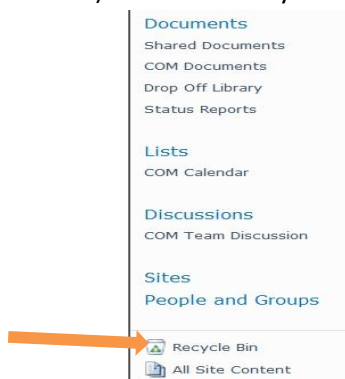 Documents
Shared Documents
COM Documents
Drop Off Library
Status Reports
Lists
COM Calendar
Discussions
COM Team Discussion
Sites
People and Groups
Recycle Bin
All Site Content